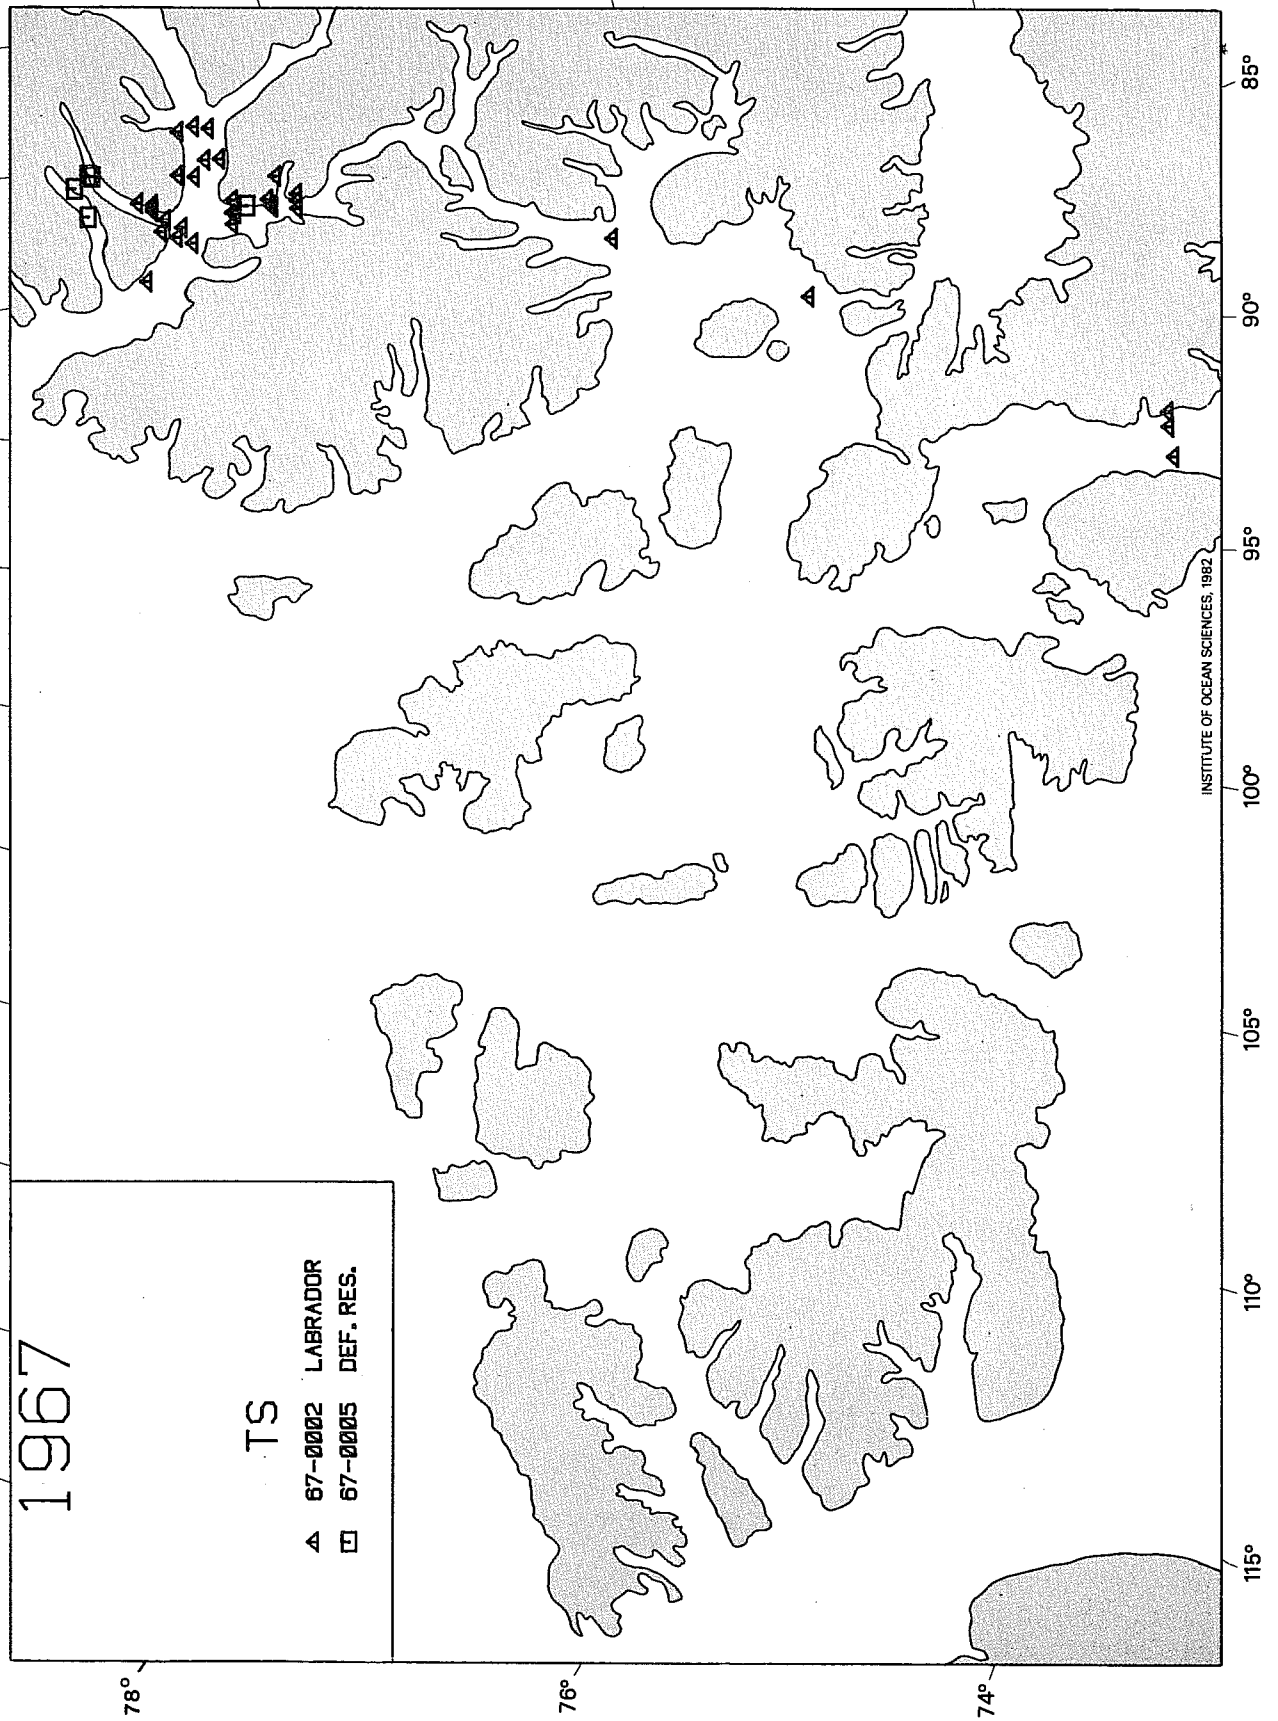 1967
TS
67-0002 LABRADOR
67-0005 DEF. RES.
78°
76°
74°
115°
110°
105°
100°
95°
90°
85°
INSTITUTE OF OCEAN SCIENCES, 1982